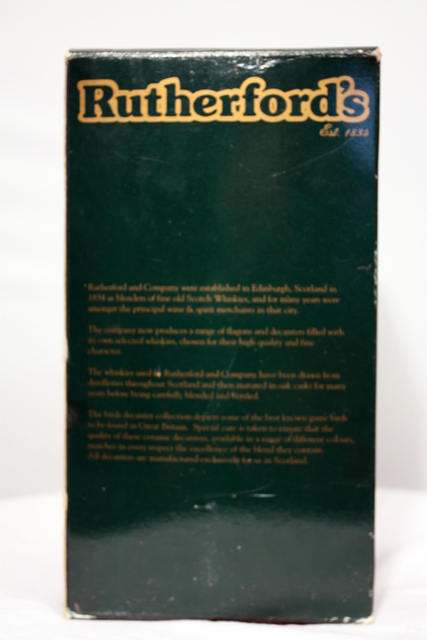 Rutherford's
Est. 1834
Rutherford and Company were established in Edinburgh, Scotland in
1834 as blenders of fine old Scotch Whiskies, and for many years were
amongst the principal wine & spirit merchants in that city.
The company now produces a range of flagons and decanters filled with
its own selected whiskies, chosen for their high quality and fine
character.
The whiskies used by Rutherford and Company have been drawn from
distilleries throughout Scotland and then matured in oak casks for many
years before being carefully blended and bottled.
The birds decanter collection depicts some of the best known game birds
to be found in Great Britain. Special care is taken to ensure that the
quality of these ceramic decanters, available in a range of different colours,
matches in every respect the excellence of the blend they contain.
All decanters are manufactured exclusively for us in Scotland.